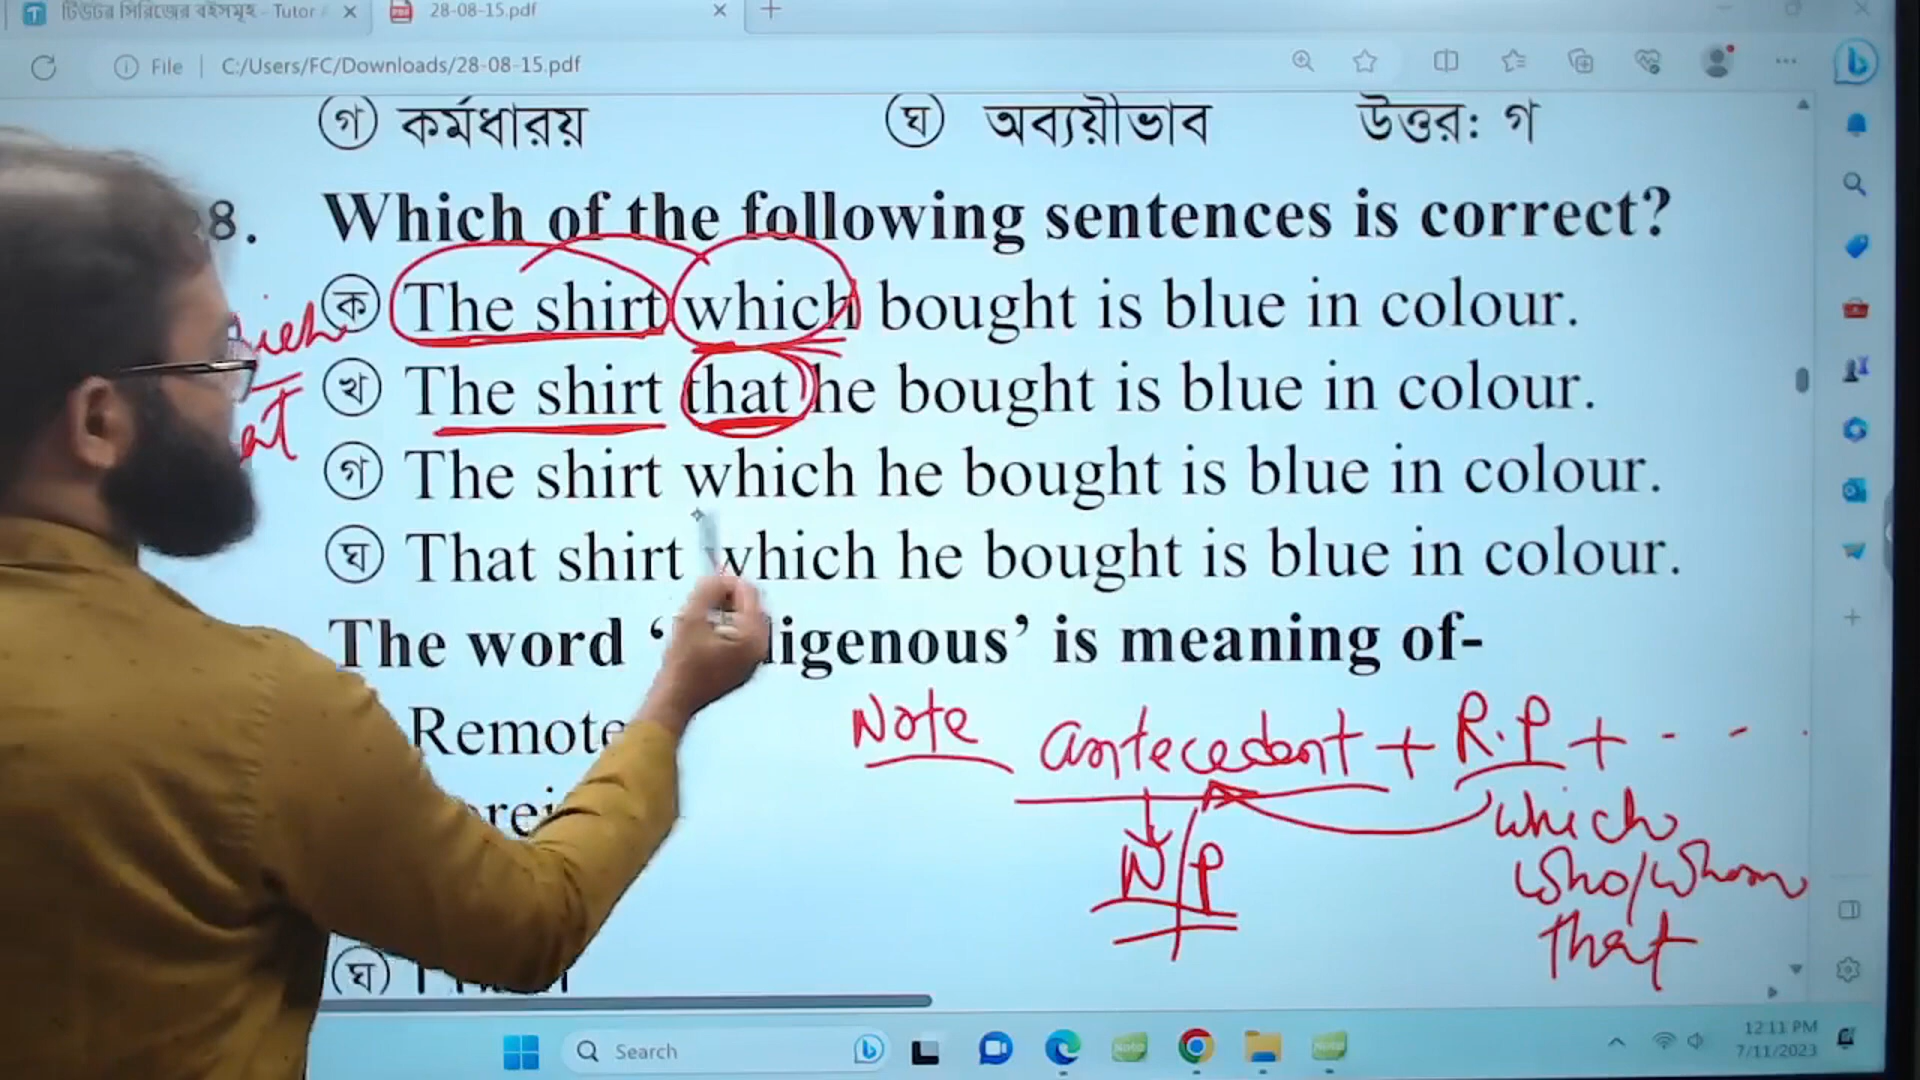 টিউটর সিরিজের বইসমূহ - Tutor
28-08-15.pdf
File | C:/Users/FC/Downloads/28-08-15.pdf
গ কর্মধারয় ঘ অব্যয়ীভাব উত্তরঃ গ
8. Which of the following sentences is correct?
ক The shirt which bought is blue in colour.
খ The shirt that he bought is blue in colour.
গ The shirt which he bought is blue in colour.
ঘ That shirt which he bought is blue in colour.
The word ‘ digenous’ is meaning of-
Remote
Note antecedent + R.P + - - .
which
N/P
who/whom
that
ঘ
Search
12:11 PM
7/11/2023